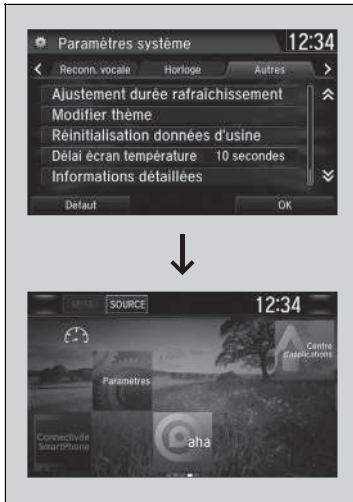 Paramètres système
12:34
Reconn. vocale
Horloge
Autres
Ajustement durée rafraîchissement
Modifier thème
Réinitialisation données d'usine
Délai écran température 10 secondes
Informations détaillées
Défaut
OK
SOURCE
12:34
Centre
d'applications
Paramètres
Connectivité
SmartPhone
aha